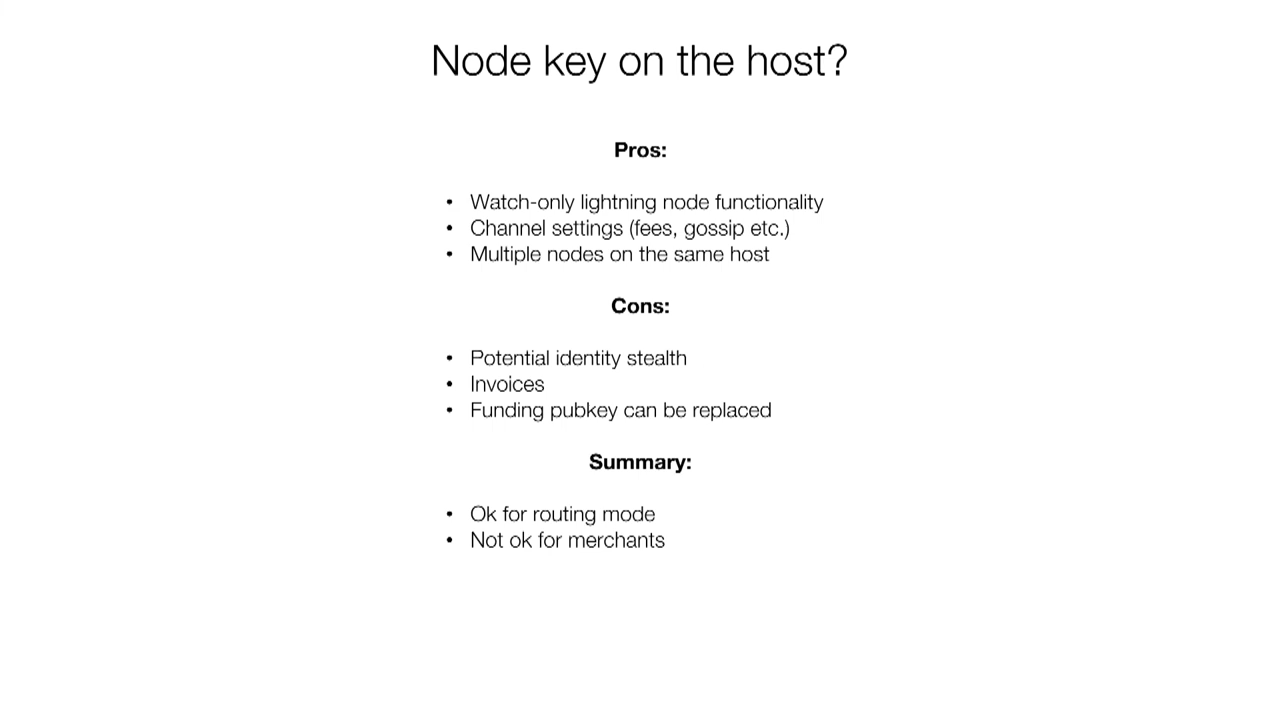 Node key on the host?
Pros:
• Watch-only lightning node functionality
• Channel settings (fees, gossip etc.)
• Multiple nodes on the same host
Cons:
• Potential identity stealth
• Invoices
• Funding pubkey can be replaced
Summary:
• Ok for routing mode
• Not ok for merchants